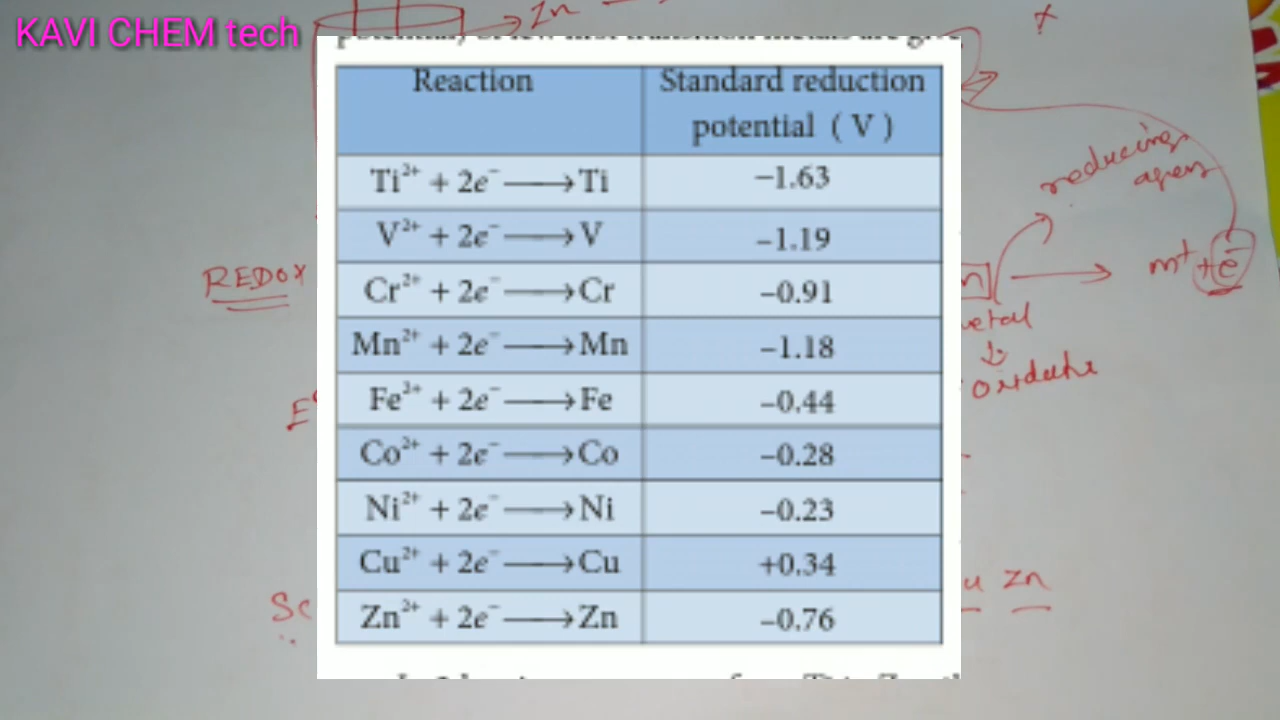 KAVI CHEM tech
Zn
Reaction Standard reduction potential ( V )
Ti²⁺ + 2e⁻ ⟶ Ti −1.63
V²⁺ + 2e⁻ ⟶ V −1.19
Cr²⁺ + 2e⁻ ⟶ Cr −0.91
Mn²⁺ + 2e⁻ ⟶ Mn −1.18
Fe²⁺ + 2e⁻ ⟶ Fe −0.44
Co²⁺ + 2e⁻ ⟶ Co −0.28
Ni²⁺ + 2e⁻ ⟶ Ni −0.23
Cu²⁺ + 2e⁻ ⟶ Cu +0.34
Zn²⁺ + 2e⁻ ⟶ Zn −0.76
REDOX
Sc
reducing
agent
m⁺ + e⁻
Zn